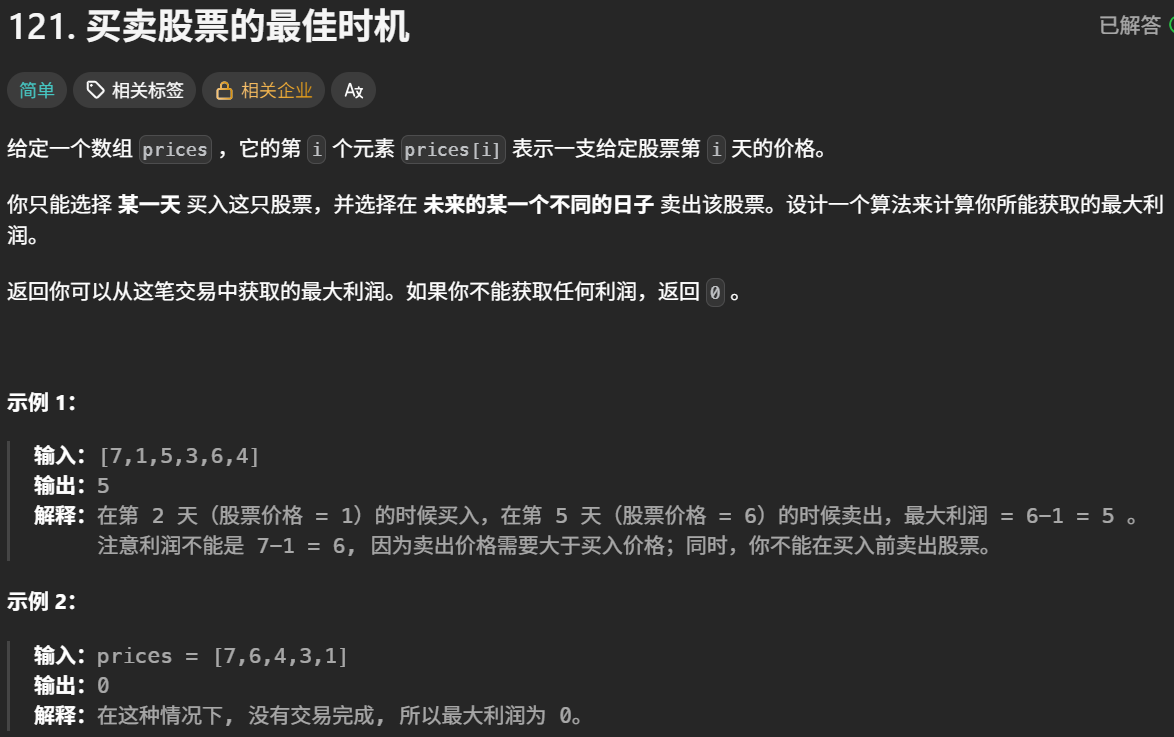 121. 买卖股票的最佳时机
已解答
简单 相关标签 相关企业 Ax
给定一个数组 prices ，它的第 i 个元素 prices[i] 表示一支给定股票第 i 天的价格。
你只能选择 某一天 买入这只股票，并选择在 未来的某一个不同的日子 卖出该股票。设计一个算法来计算你所能获取的最大利
润。
返回你可以从这笔交易中获取的最大利润。如果你不能获取任何利润，返回 0 。
示例 1：
输入：[7,1,5,3,6,4]
输出：5
解释：在第 2 天（股票价格 = 1）的时候买入，在第 5 天（股票价格 = 6）的时候卖出，最大利润 = 6-1 = 5 。
注意利润不能是 7-1 = 6, 因为卖出价格需要大于买入价格；同时，你不能在买入前卖出股票。
示例 2：
输入：prices = [7,6,4,3,1]
输出：0
解释：在这种情况下, 没有交易完成, 所以最大利润为 0。